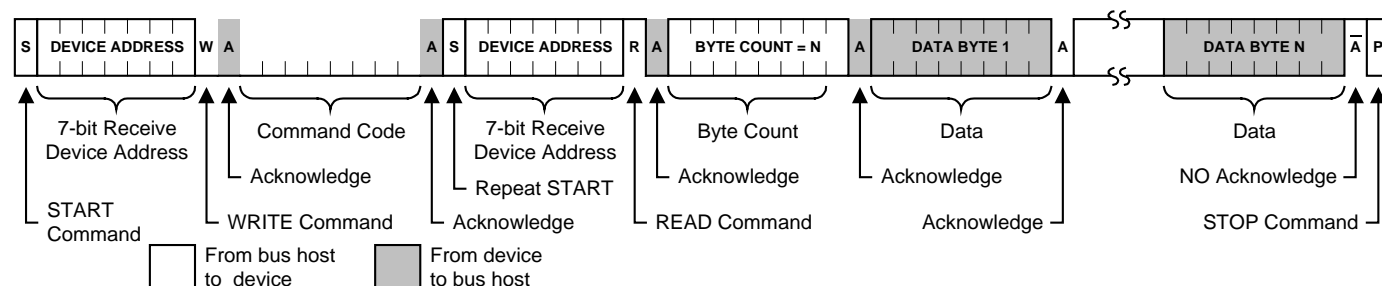 S DEVICE ADDRESS W A A S DEVICE ADDRESS R A BYTE COUNT = N A DATA BYTE 1 A DATA BYTE N A P
7-bit Receive
Device Address
Command Code
7-bit Receive
Device Address
Byte Count
Data
Data
Acknowledge
Repeat START
Acknowledge
Acknowledge
NO Acknowledge
START
Command
WRITE Command
Acknowledge
READ Command
Acknowledge
STOP Command
From bus host
to device
From device
to bus host